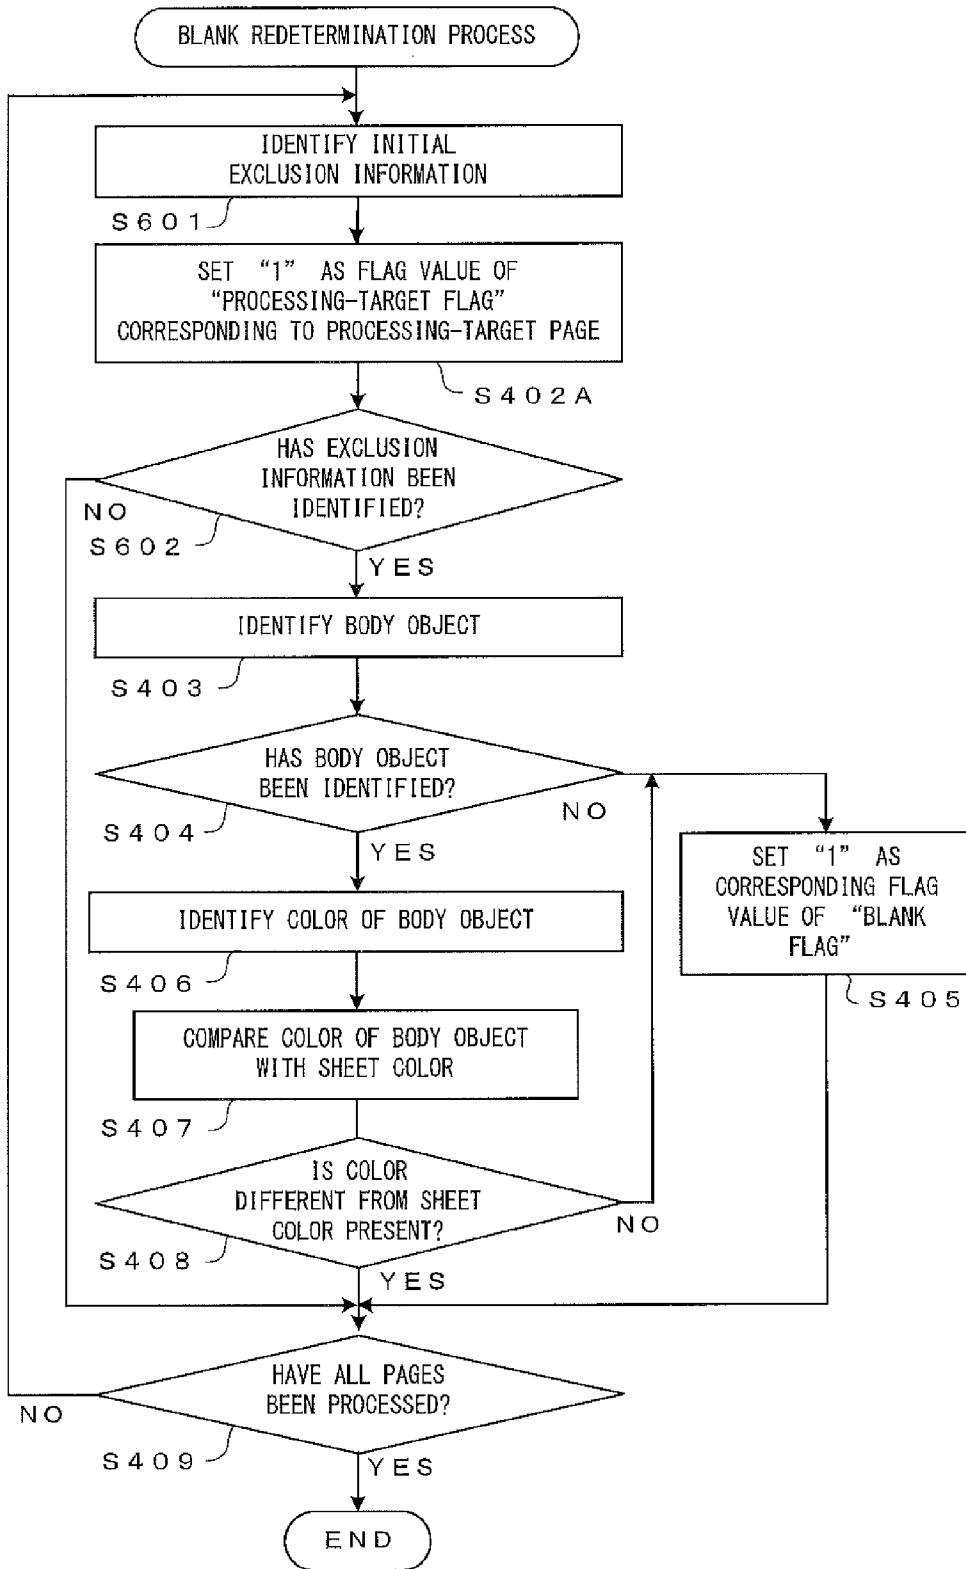 BLANK REDETERMINATION PROCESS
IDENTIFY INITIAL
EXCLUSION INFORMATION
S601
SET “1” AS FLAG VALUE OF
“PROCESSING-TARGET FLAG”
CORRESPONDING TO PROCESSING-TARGET PAGE
S402A
HAS EXCLUSION
INFORMATION BEEN
IDENTIFIED?
NO
S602
YES
IDENTIFY BODY OBJECT
S403
HAS BODY OBJECT
BEEN IDENTIFIED?
NO
S404
YES
SET “1” AS
CORRESPONDING FLAG
VALUE OF “BLANK
FLAG”
S405
IDENTIFY COLOR OF BODY OBJECT
S406
COMPARE COLOR OF BODY OBJECT
WITH SHEET COLOR
S407
IS COLOR
DIFFERENT FROM SHEET
COLOR PRESENT?
NO
S408
YES
HAVE ALL PAGES
BEEN PROCESSED?
NO
S409
YES
END